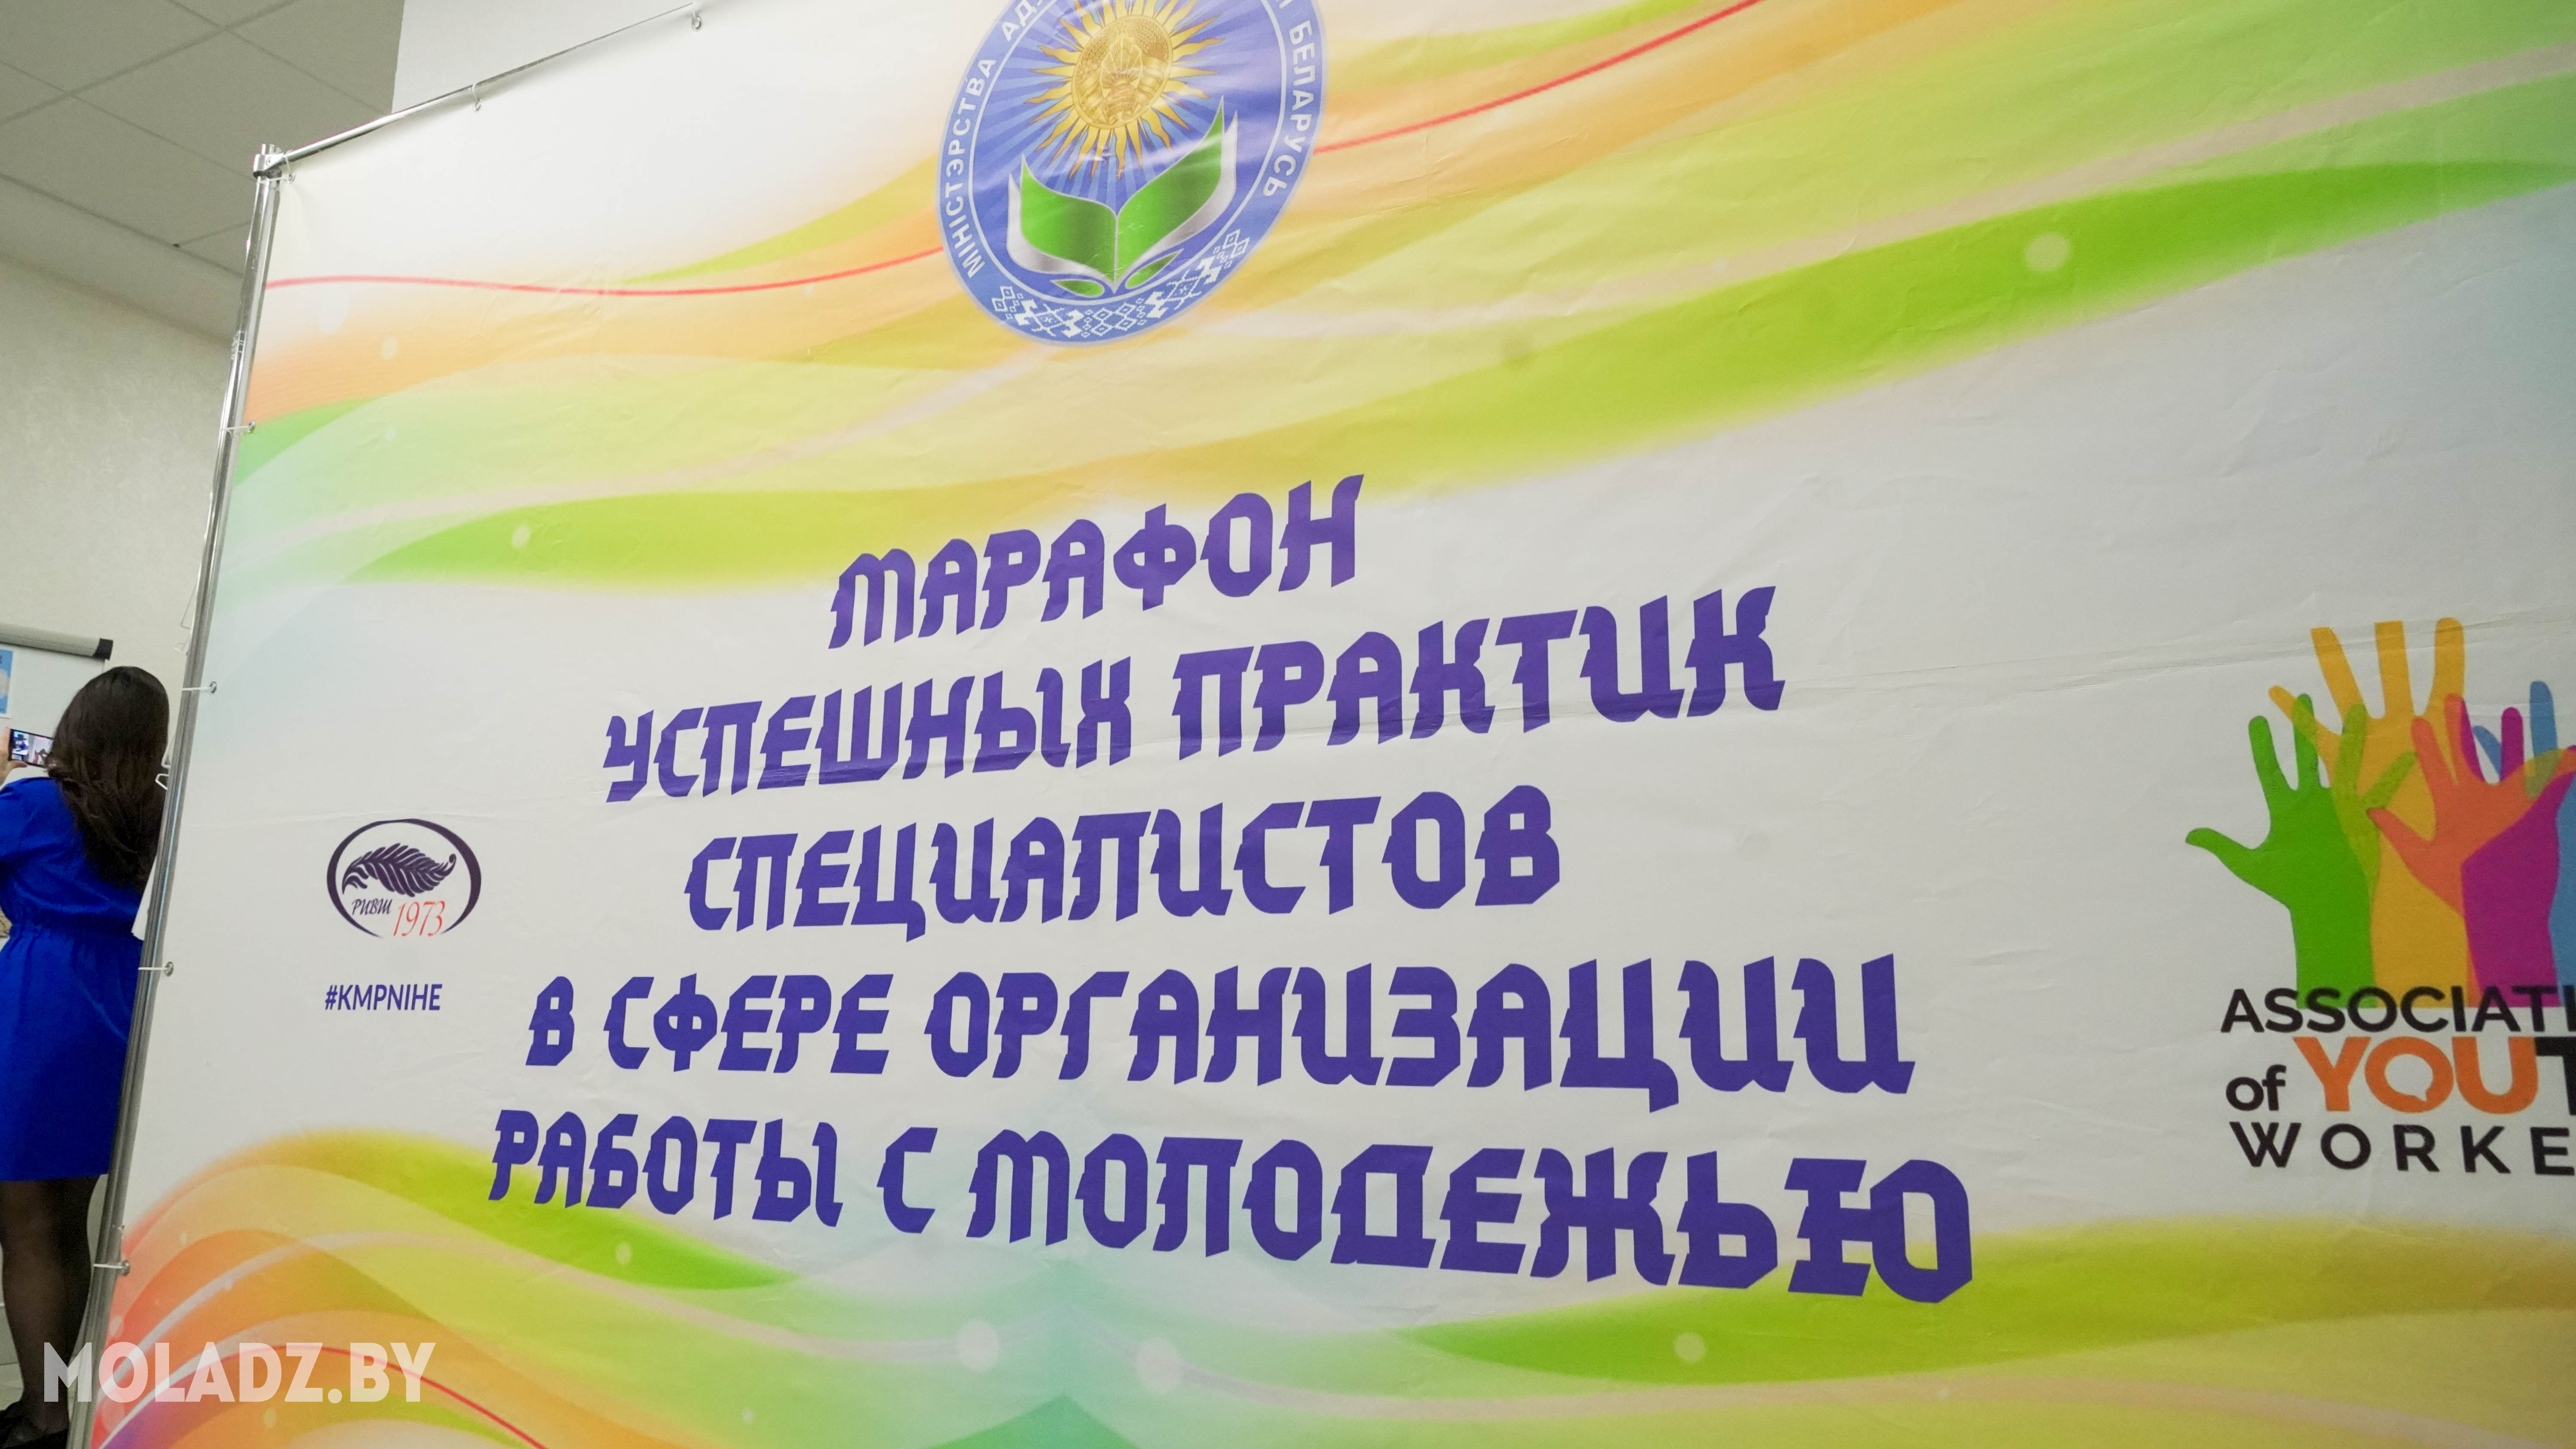 МІНІСТЭРСТВА
БЕЛАРУСЬ
МАРАФОН
УСПЕШНЫХ ПРАКТИК
СПЕЦИАЛИСТОВ
В СФЕРЕ ОРГАНИЗАЦИИ
РАБОТЫ С МОЛОДЕЖЬЮ
РИВШ 1973
#KMPNIHE
ASSOCIATI
of YOUT
WORKE
MOLADZ.BY